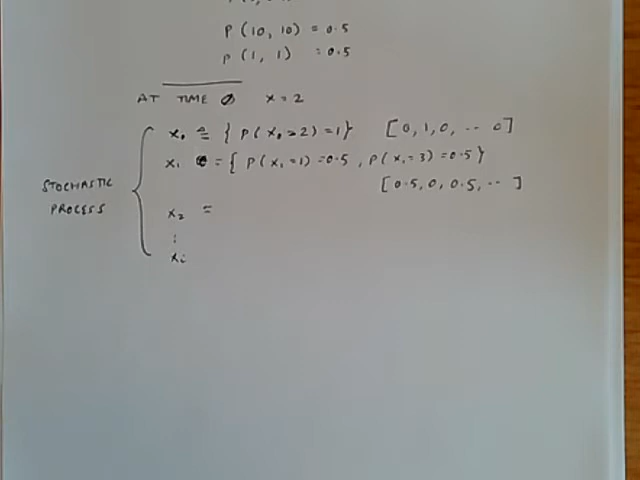 P(10, 10) = 0.5
P(1, 1) = 0.5
AT TIME 0 x = 2
x₀ ≙ { P(x₀ = 2) = 1 } [0, 1, 0, ... 0]
x₁ = { P(x₁ = 1) = 0.5, P(x₁ = 3) = 0.5 }
[0.5, 0, 0.5, ... ]
STOCHASTIC
PROCESS
x₂ =
:
xᵢ